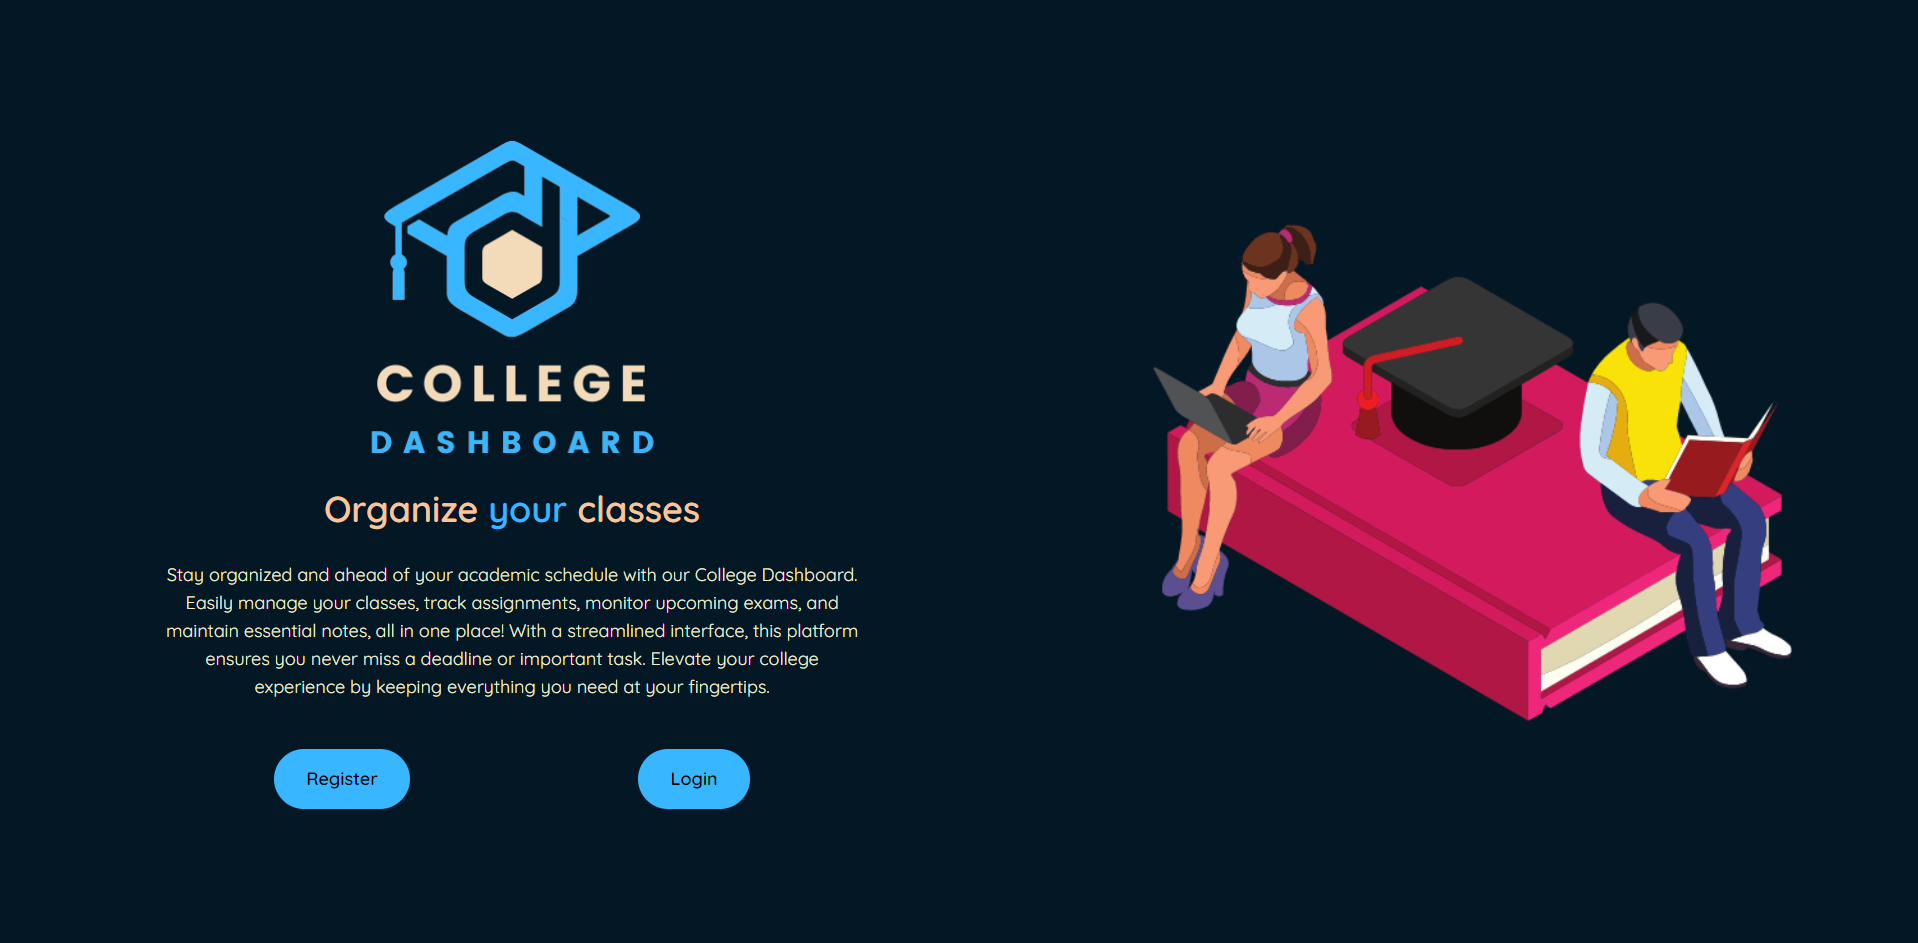 COLLEGE
DASHBOARD
Organize your classes
Stay organized and ahead of your academic schedule with our College Dashboard.
Easily manage your classes, track assignments, monitor upcoming exams, and
maintain essential notes, all in one place! With a streamlined interface, this platform
ensures you never miss a deadline or important task. Elevate your college
experience by keeping everything you need at your fingertips.
Register
Login